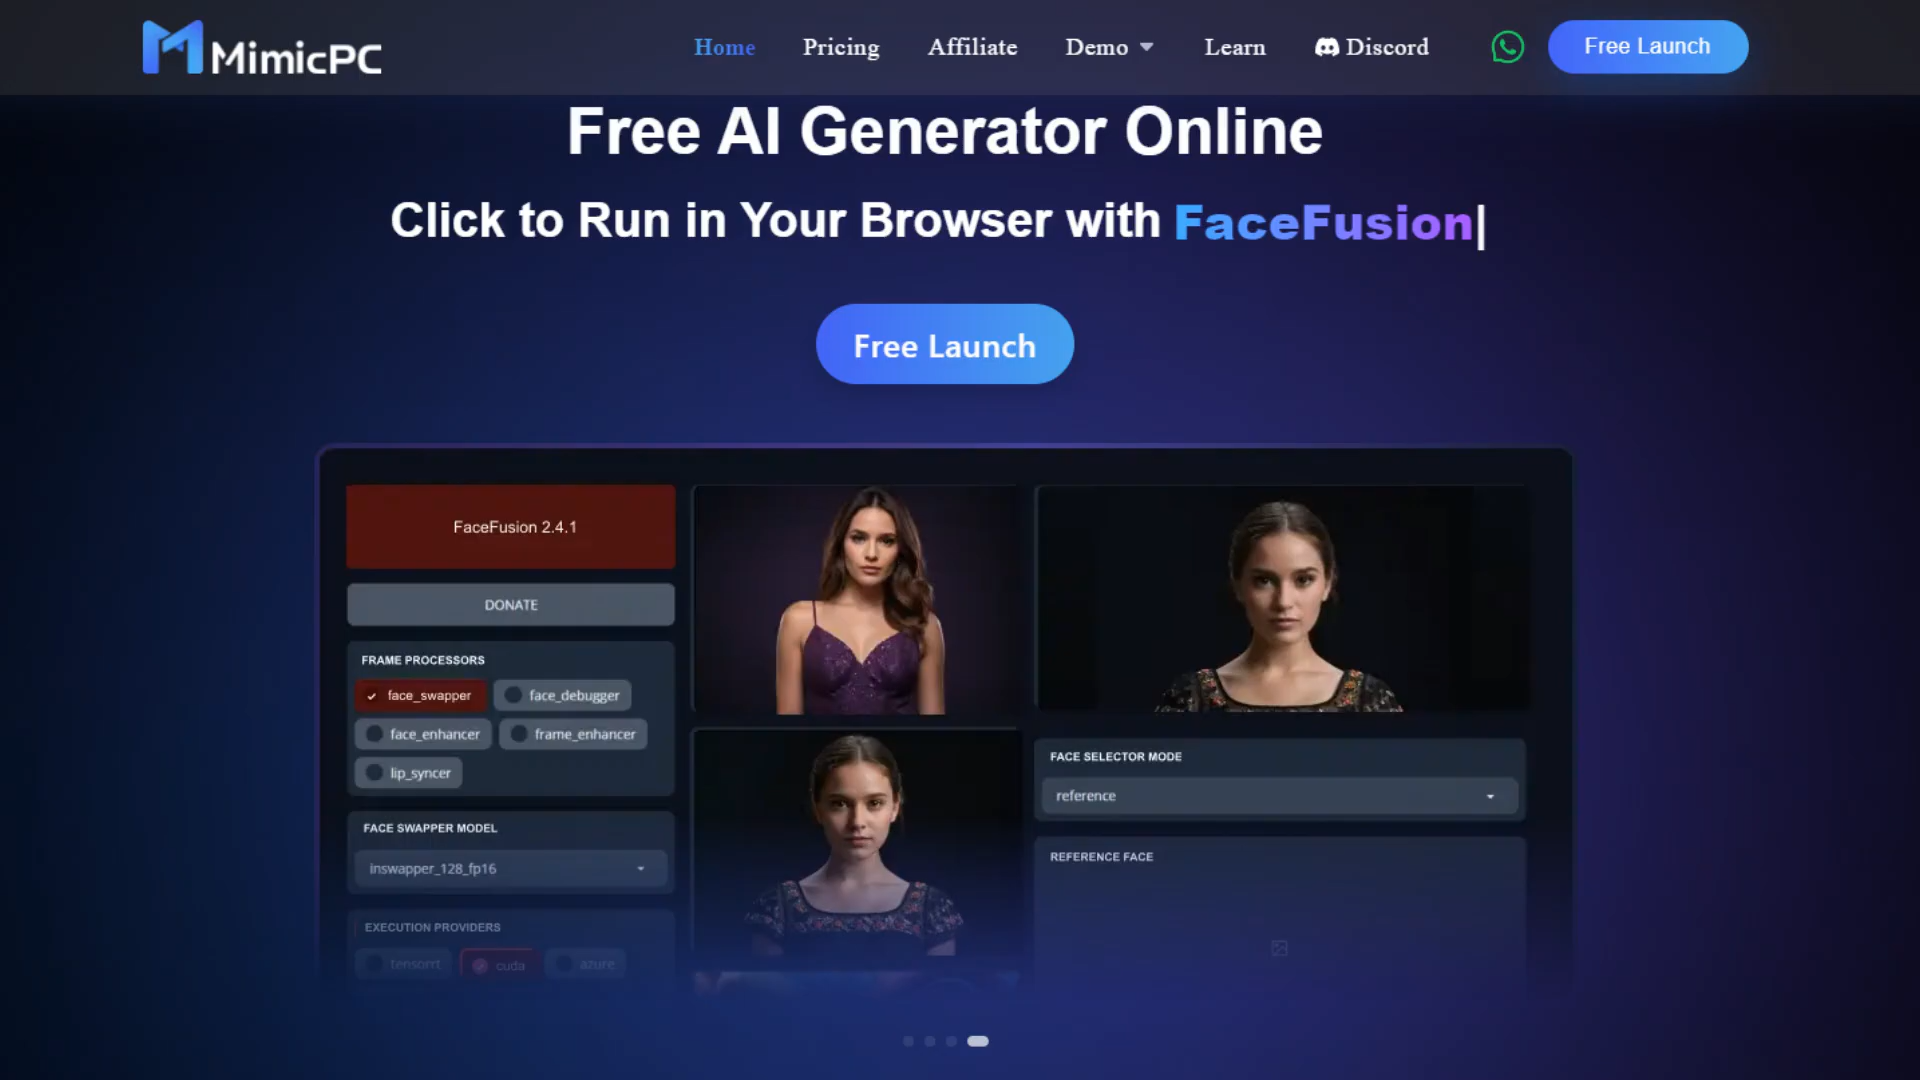 MimicPC
Home
Pricing
Affiliate
Demo
Learn
Discord
Free Launch
Free AI Generator Online
Click to Run in Your Browser with FaceFusion|
Free Launch
FaceFusion 2.4.1
DONATE
FRAME PROCESSORS
face_swapper
face_debugger
face_enhancer
frame_enhancer
lip_syncer
FACE SWAPPER MODEL
inswapper_128_fp16
EXECUTION PROVIDERS
tensorrt
cuda
azure
FACE SELECTOR MODE
reference
REFERENCE FACE